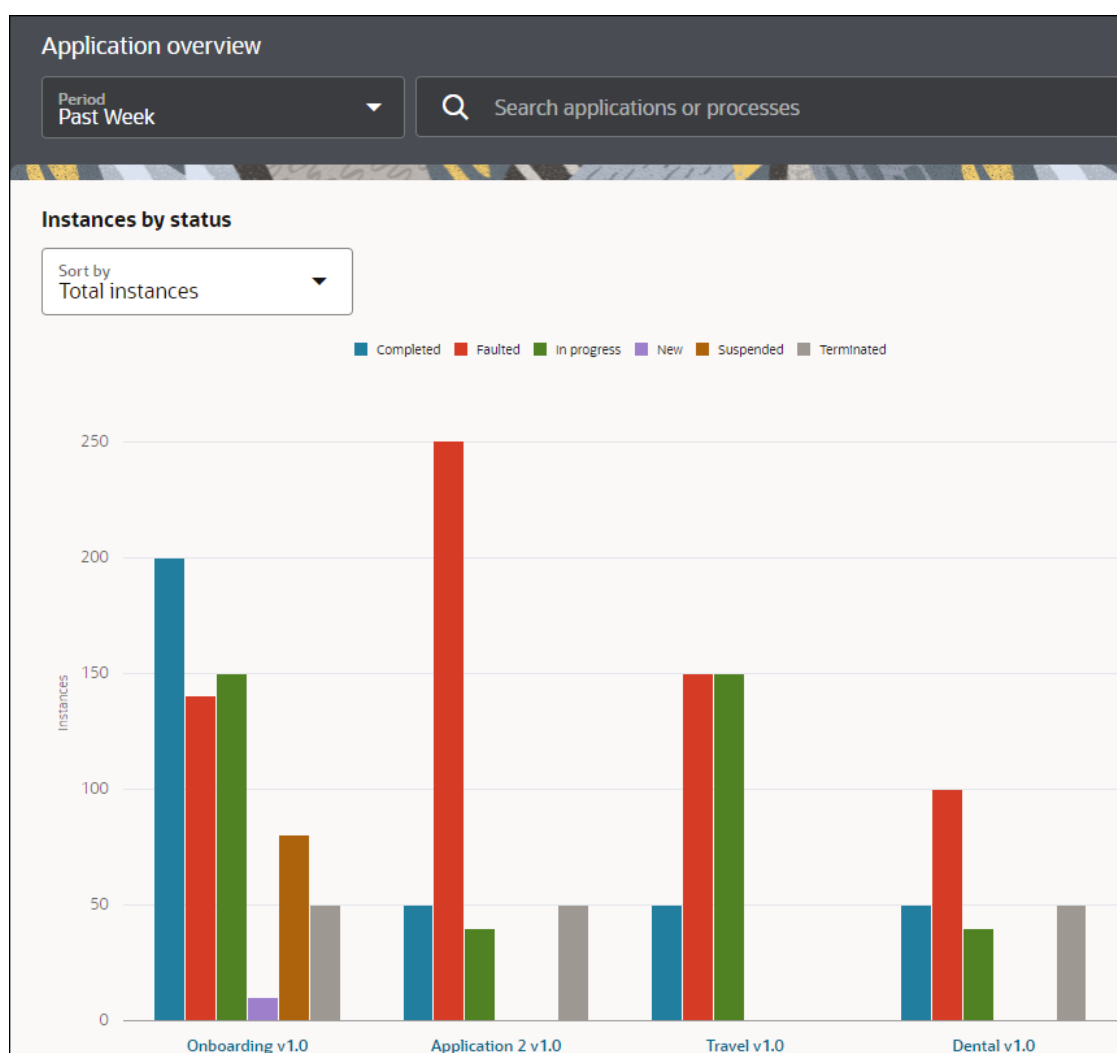 Application overview
Period
Past Week
Search applications or processes
Instances by status
Sort by
Total instances
Completed Faulted In progress New Suspended Terminated
250
200
150
100
50
0
Instances
Onboarding v1.0 Application 2 v1.0 Travel v1.0 Dental v1.0